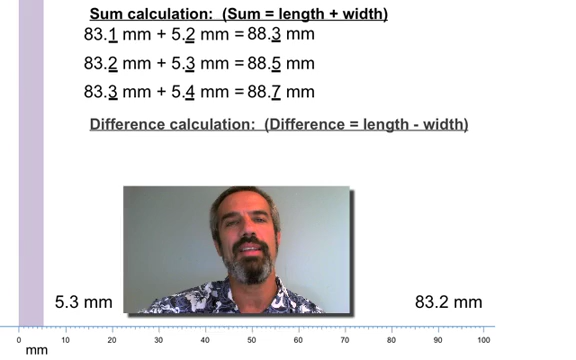 Sum calculation: (Sum = length + width)
83.1 mm + 5.2 mm = 88.3 mm
83.2 mm + 5.3 mm = 88.5 mm
83.3 mm + 5.4 mm = 88.7 mm
Difference calculation: (Difference = length - width)
5.3 mm 83.2 mm
0 10 20 30 40 50 60 70 80 90 100
mm